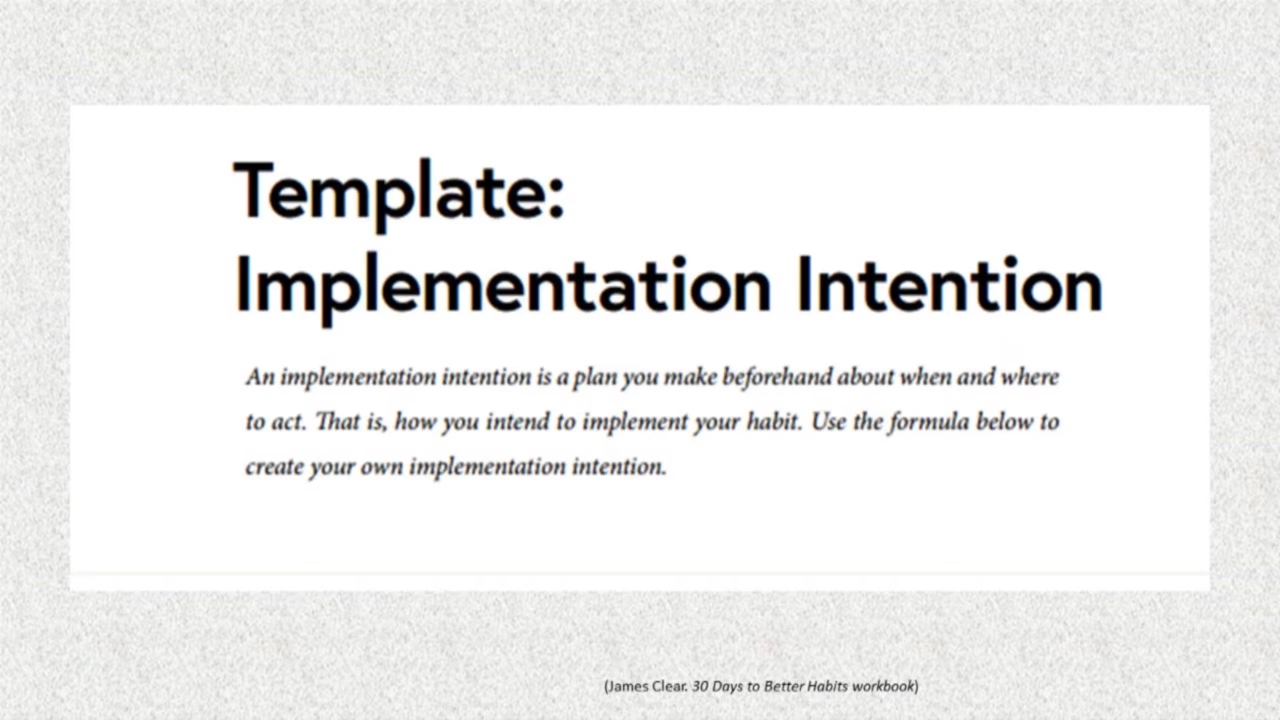 Template:
Implementation Intention
An implementation intention is a plan you make beforehand about when and where
to act. That is, how you intend to implement your habit. Use the formula below to
create your own implementation intention.
(James Clear. 30 Days to Better Habits workbook)